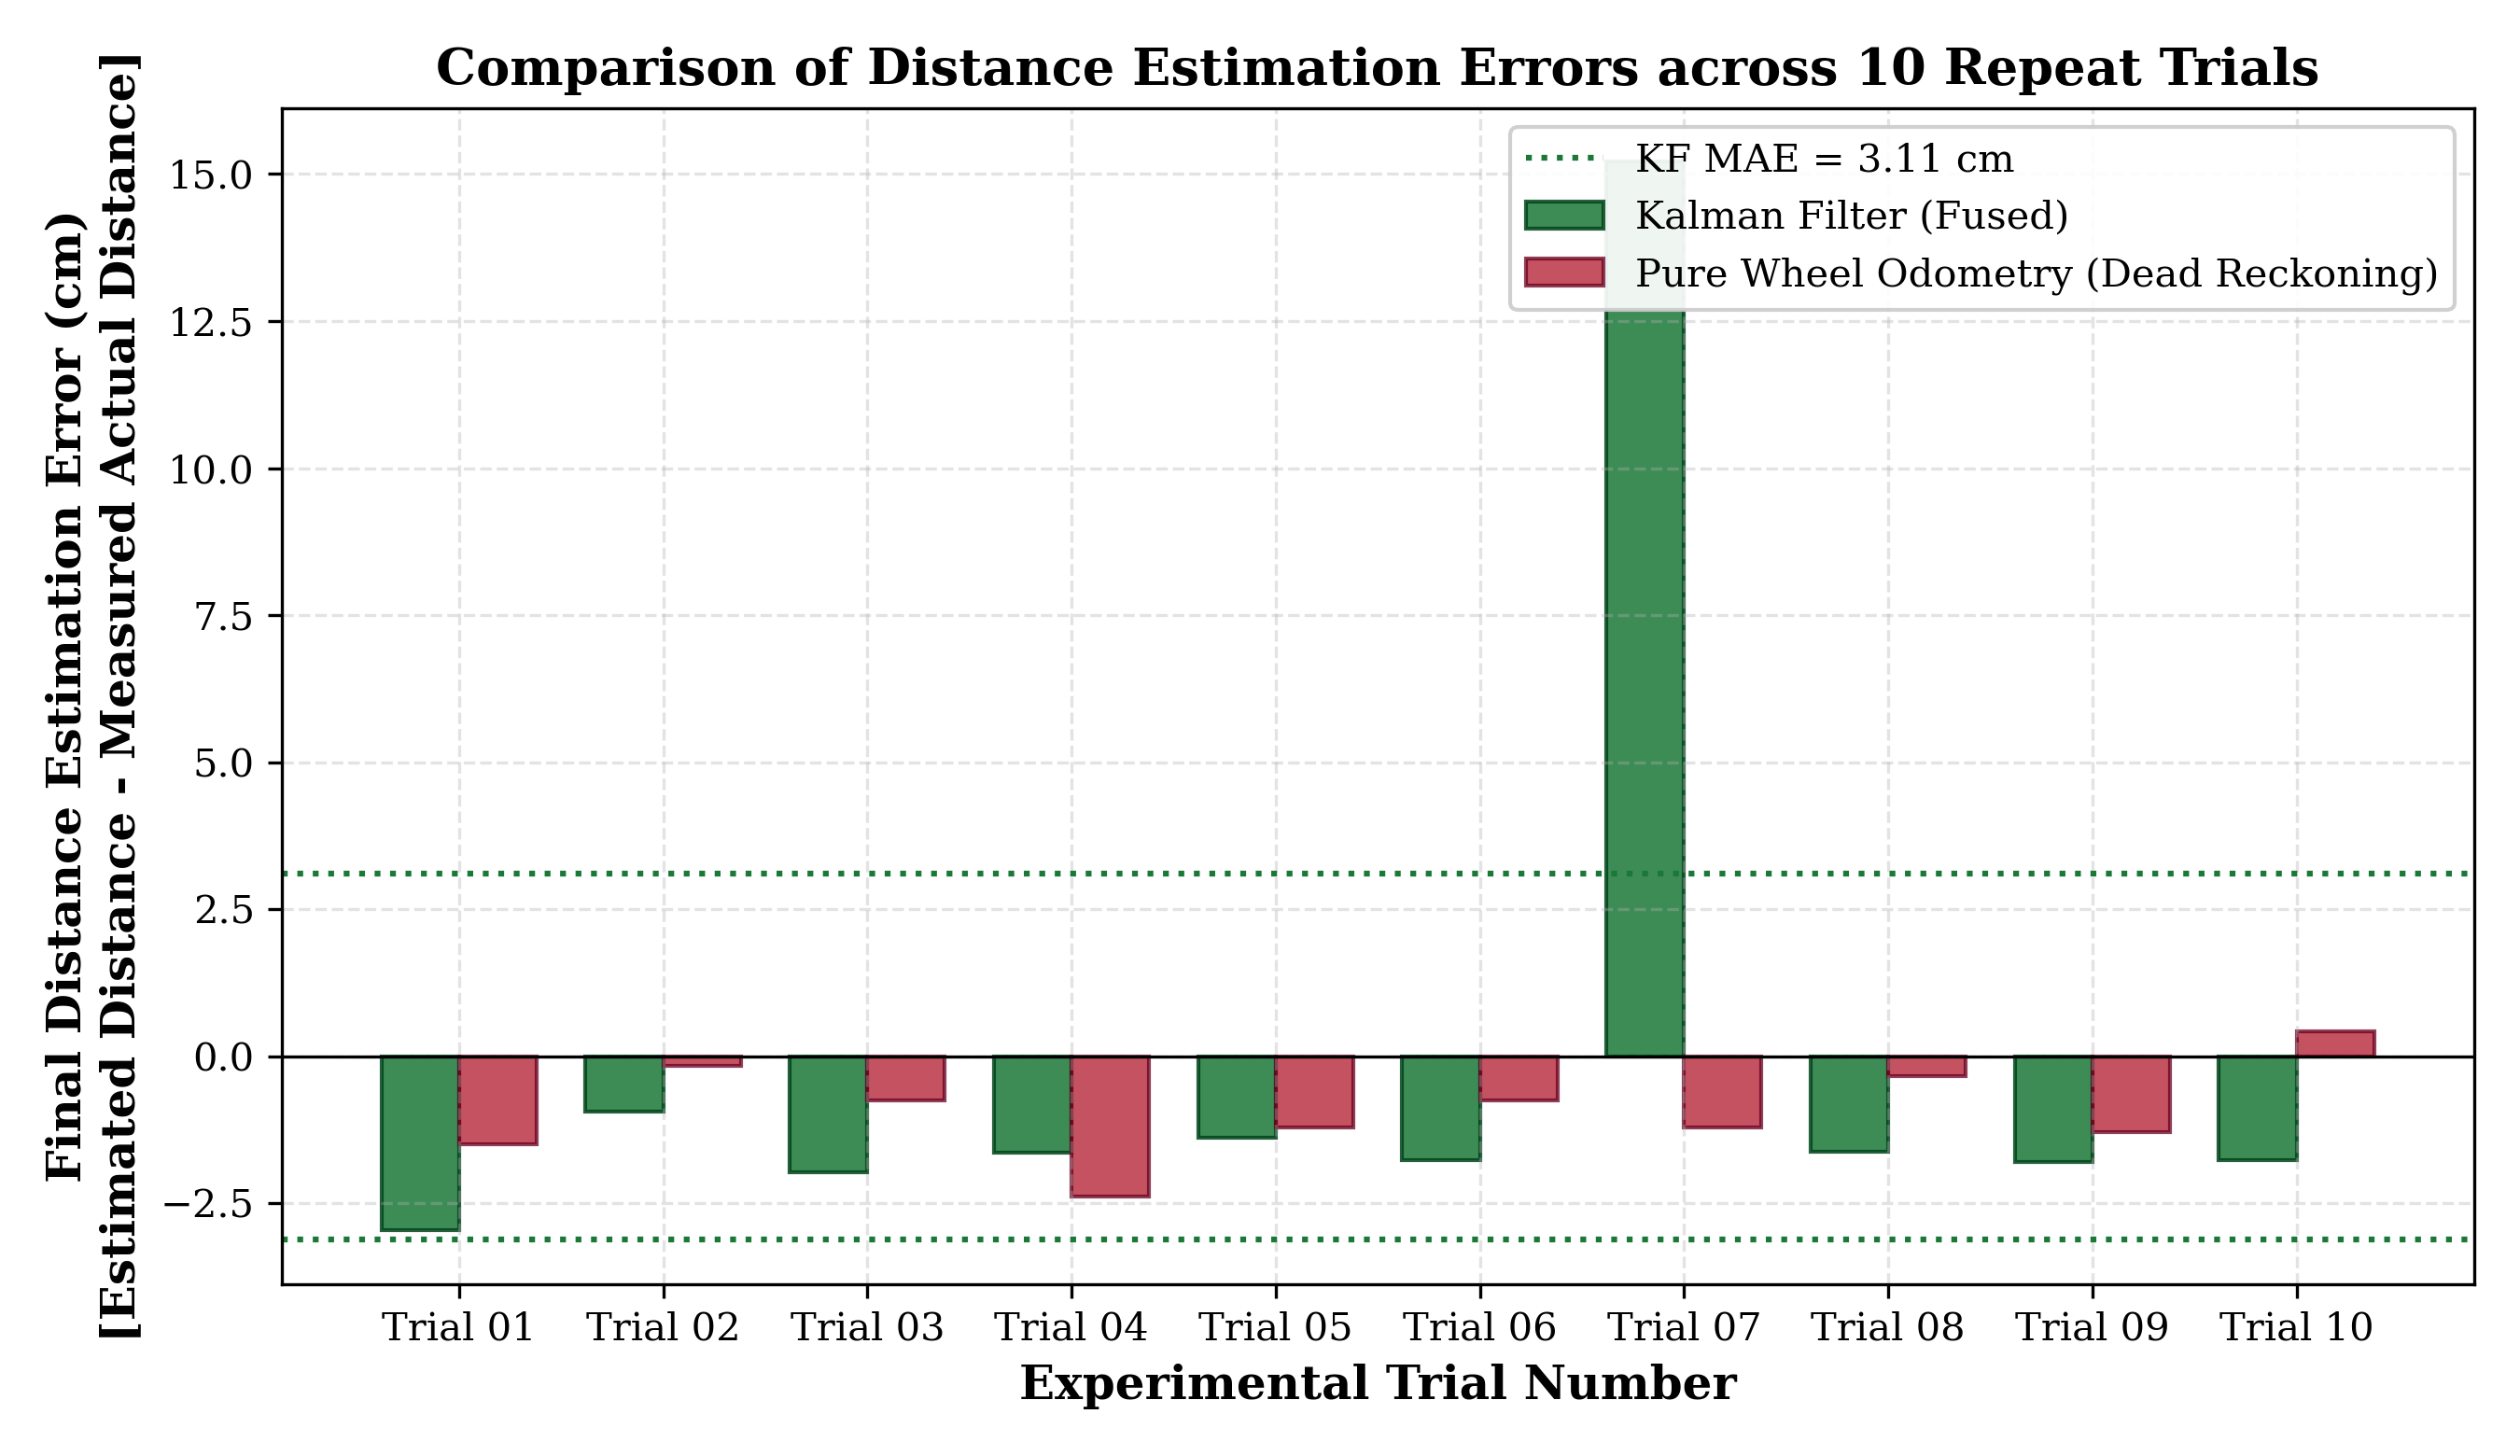 Comparison of Distance Estimation Errors across 10 Repeat Trials
Final Distance Estimation Error (cm)
[Estimated Distance - Measured Actual Distance]
15.0
12.5
10.0
7.5
5.0
2.5
0.0
−2.5
KF MAE = 3.11 cm
Kalman Filter (Fused)
Pure Wheel Odometry (Dead Reckoning)
Trial 01
Trial 02
Trial 03
Trial 04
Trial 05
Trial 06
Trial 07
Trial 08
Trial 09
Trial 10
Experimental Trial Number